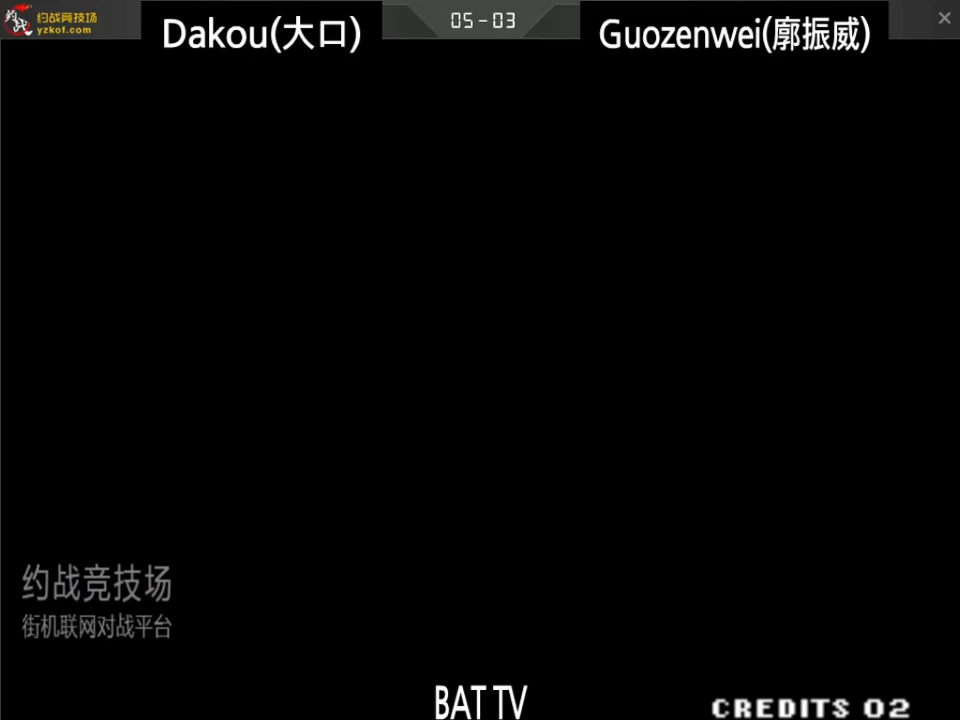 约战竞技场
yzkof.com
Dakou(大口)
05-03
Guozenwei(廓振威)
约战竞技场
街机联网对战平台
BAT TV
CREDITS 02